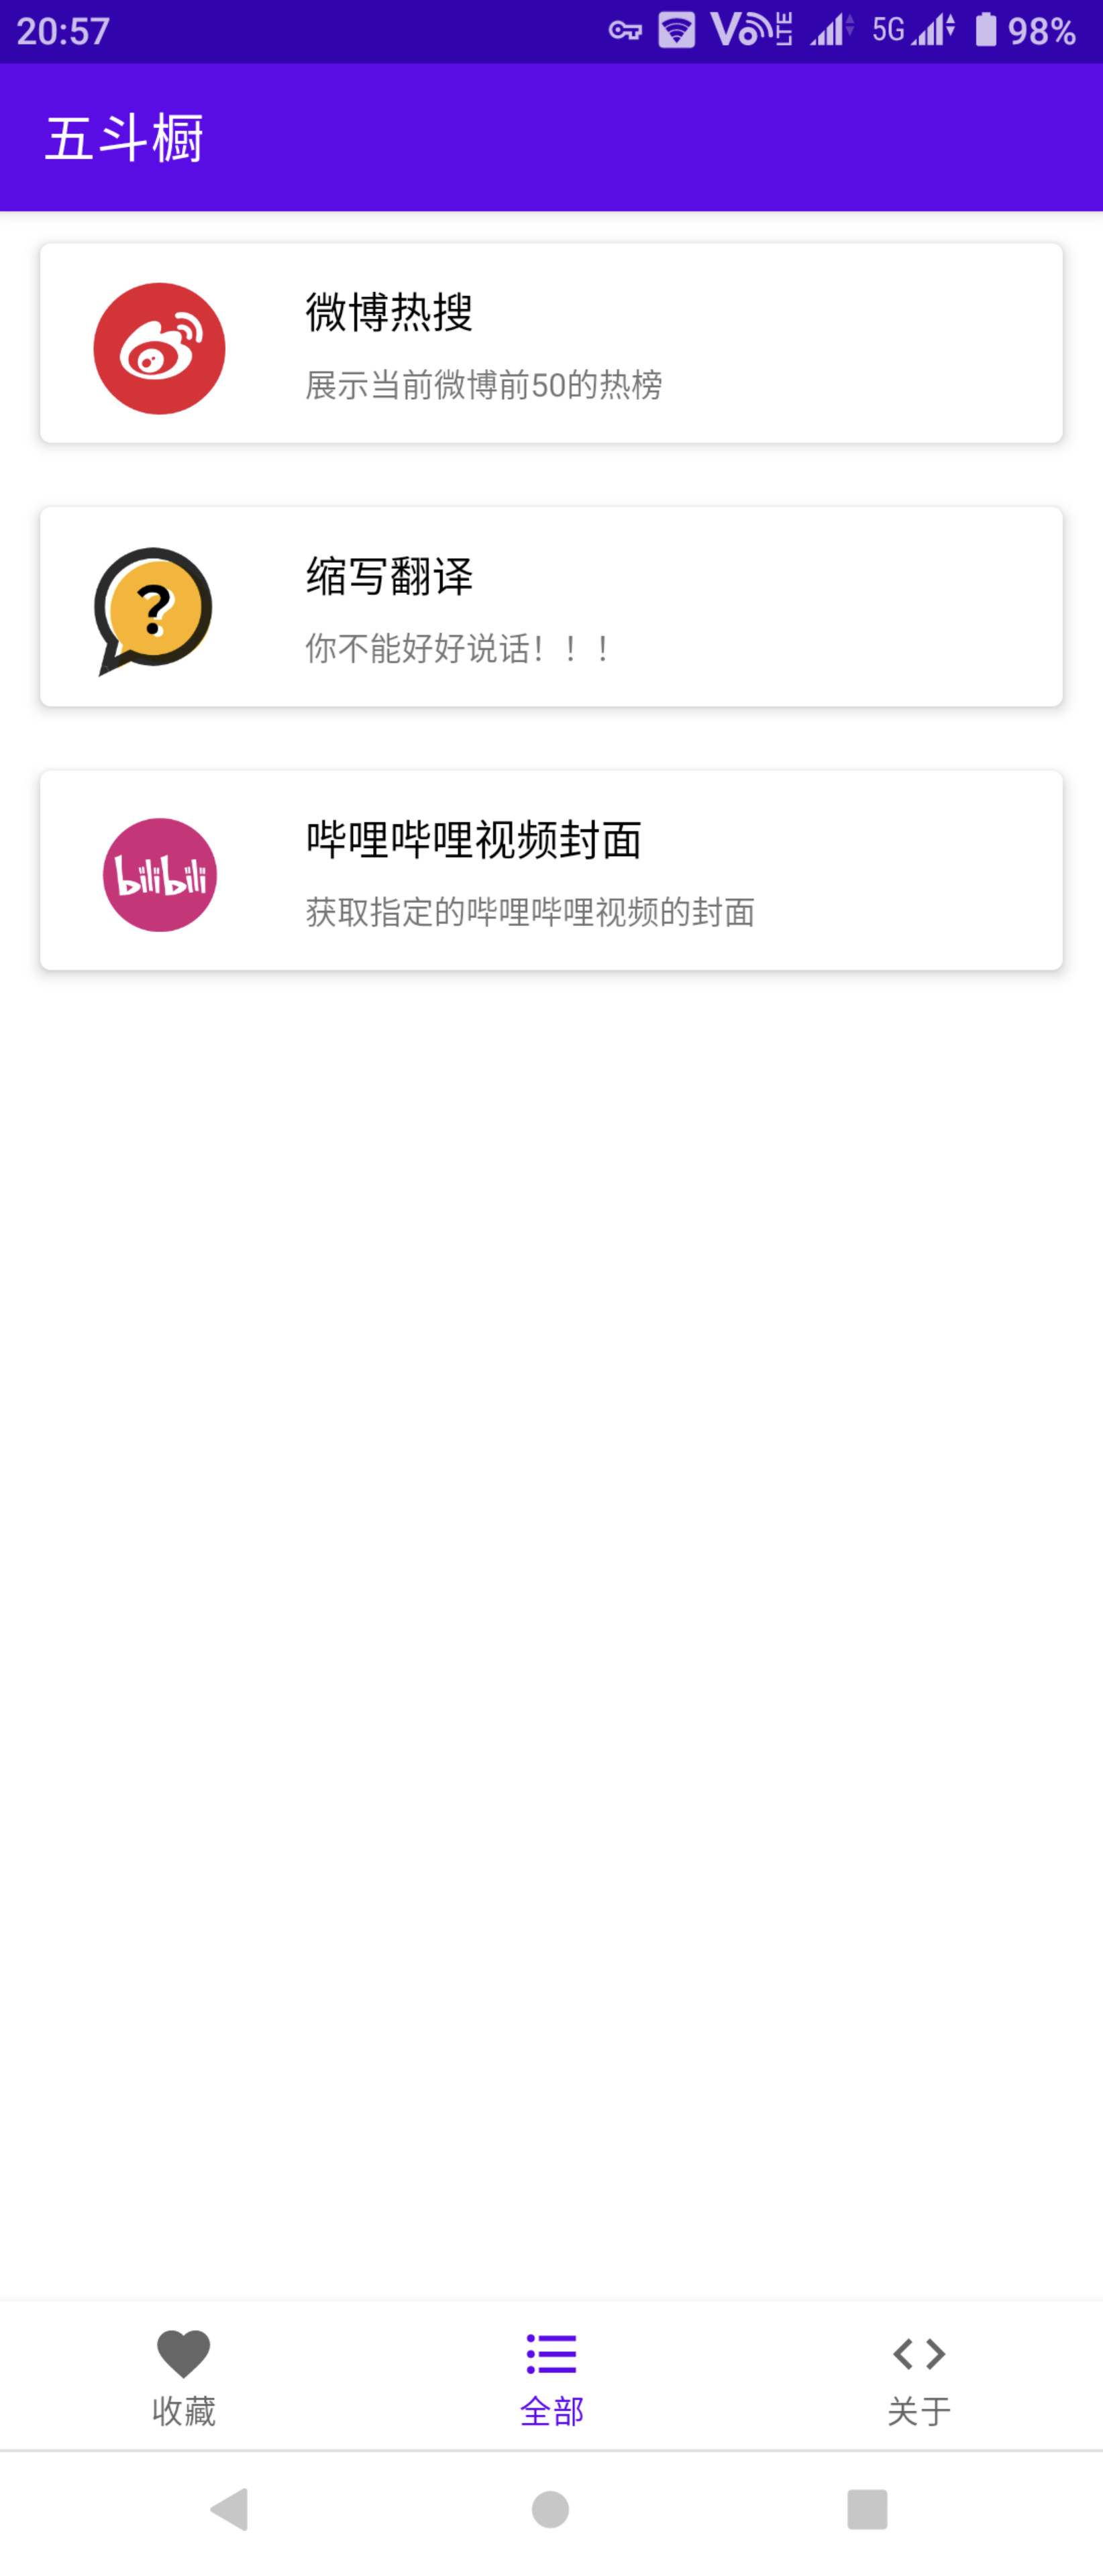 20:57
VoLTE 5G 98%
五斗橱
微博热搜
展示当前微博前50的热榜
?
缩写翻译
你不能好好说话！！！
bilibili
哔哩哔哩视频封面
获取指定的哔哩哔哩视频的封面
收藏
全部
关于